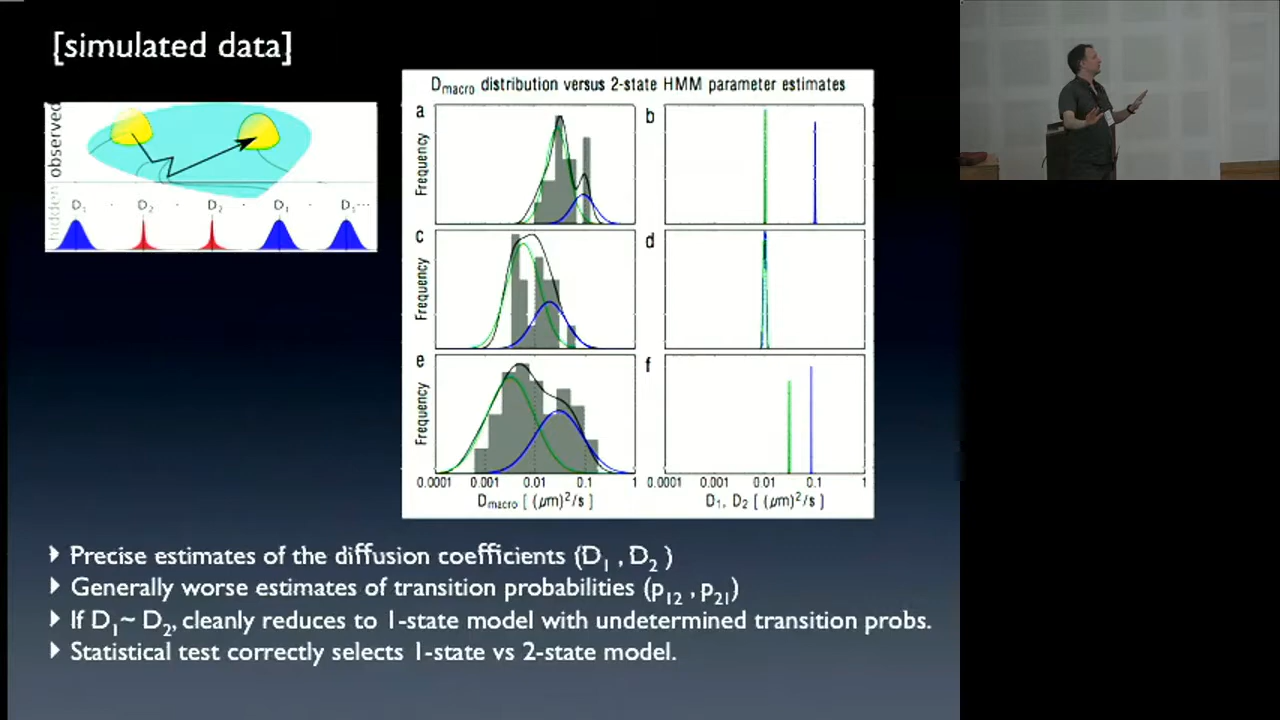 [simulated data]
observed
hidden
D1 · D2 · D2 · D1 · D1...
Dmacro distribution versus 2-state HMM parameter estimates
a
b
Frequency
c
d
Frequency
e
f
Frequency
0.0001 0.001 0.01 0.1 1 0.0001 0.001 0.01 0.1 1
Dmacro [ (μm)²/s ]
D1, D2 [ (μm)²/s ]
Precise estimates of the diffusion coefficients (D1 , D2 )
Generally worse estimates of transition probabilities (p12 , p21)
If D1~ D2, cleanly reduces to 1-state model with undetermined transition probs.
Statistical test correctly selects 1-state vs 2-state model.